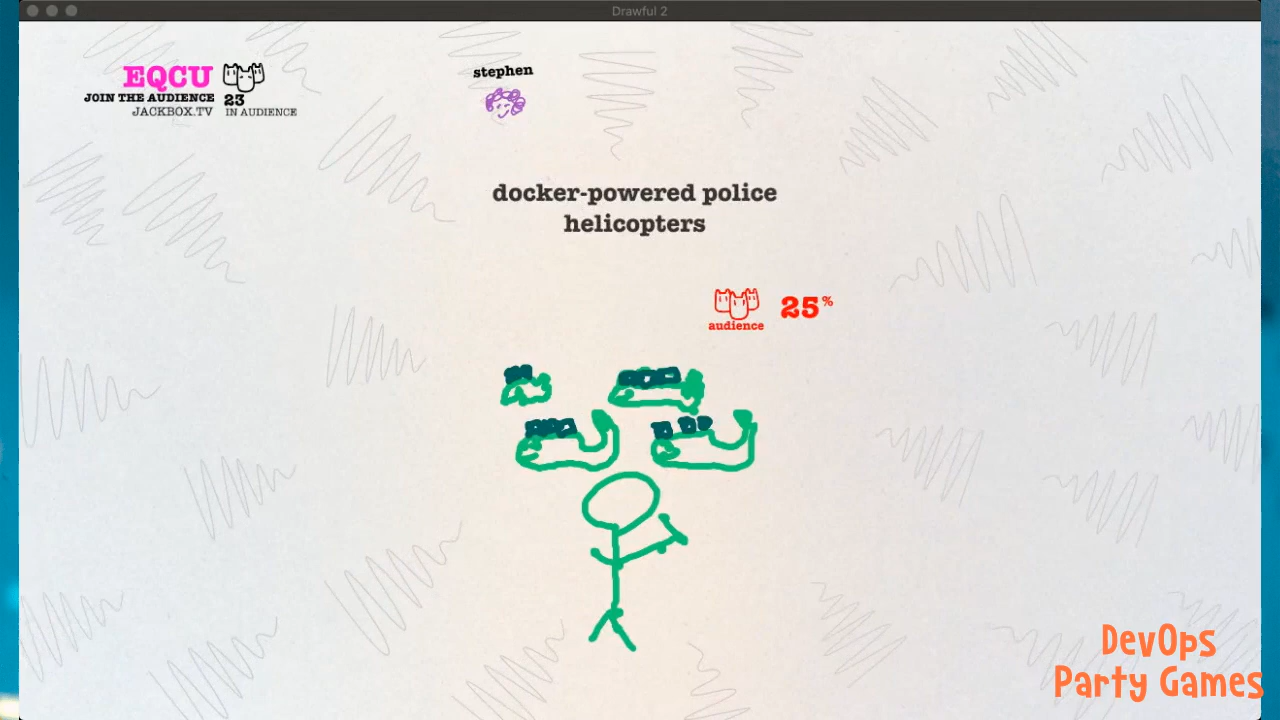 Drawful 2
EQCU
JOIN THE AUDIENCE
JACKBOX.TV
23
IN AUDIENCE
stephen
docker-powered police
helicopters
audience
25%
DevOps
Party Games